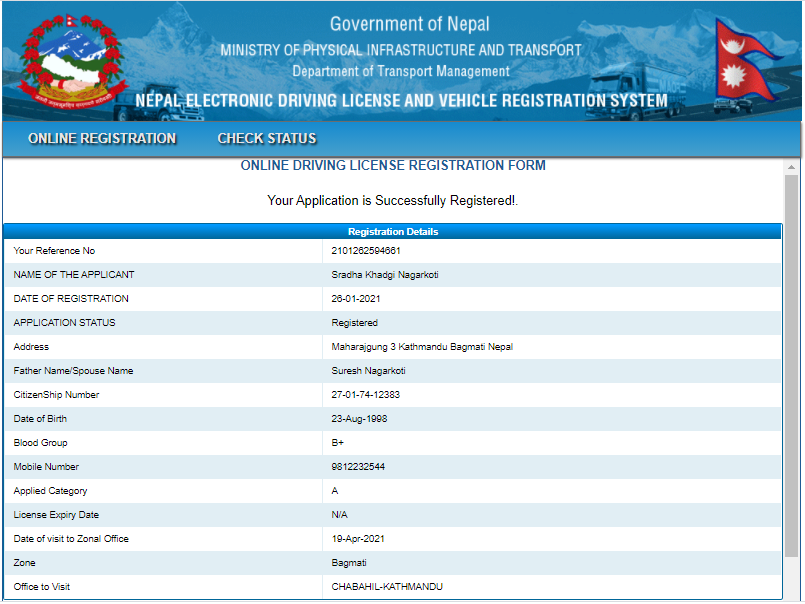 Government of Nepal
MINISTRY OF PHYSICAL INFRASTRUCTURE AND TRANSPORT
Department of Transport Management
NEPAL ELECTRONIC DRIVING LICENSE AND VEHICLE REGISTRATION SYSTEM
ONLINE REGISTRATION CHECK STATUS
ONLINE DRIVING LICENSE REGISTRATION FORM
Your Application is Successfully Registered!.
Registration Details
Your Reference No 2101262594661
NAME OF THE APPLICANT Sradha Khadgi Nagarkoti
DATE OF REGISTRATION 26-01-2021
APPLICATION STATUS Registered
Address Maharajgung 3 Kathmandu Bagmati Nepal
Father Name/Spouse Name Suresh Nagarkoti
CitizenShip Number 27-01-74-12383
Date of Birth 23-Aug-1998
Blood Group B+
Mobile Number 9812232544
Applied Category A
License Expiry Date N/A
Date of visit to Zonal Office 19-Apr-2021
Zone Bagmati
Office to Visit CHABAHIL-KATHMANDU